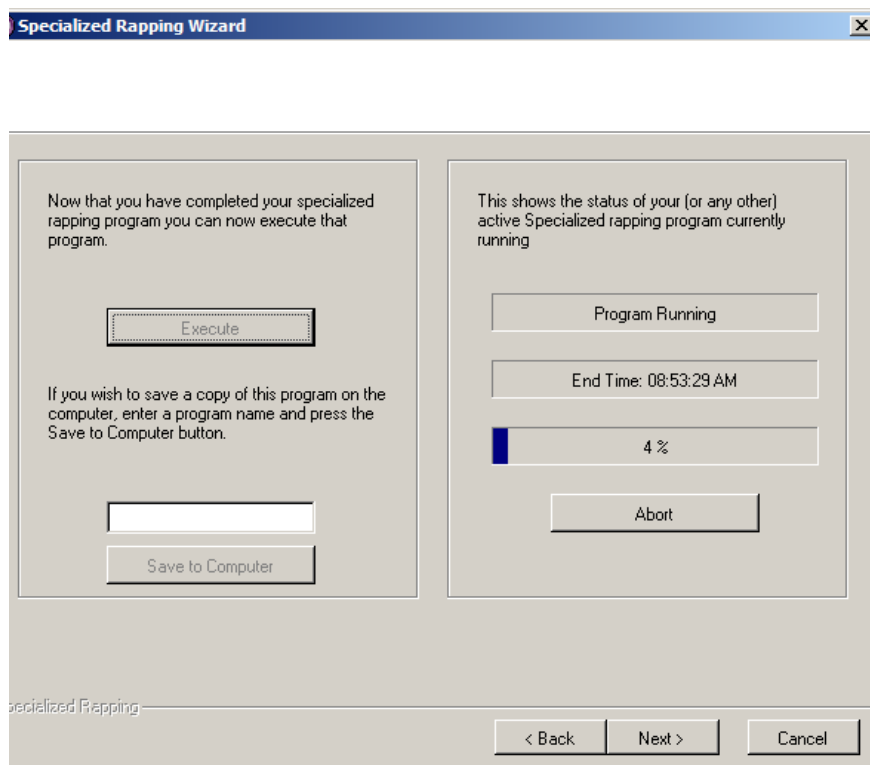 Specialized Rapping Wizard
Now that you have completed your specialized
rapping program you can now execute that
program.
Execute
If you wish to save a copy of this program on the
computer, enter a program name and press the
Save to Computer button.
Save to Computer
This shows the status of your (or any other)
active Specialized rapping program currently
running
Program Running
End Time: 08:53:29 AM
4 %
Abort
pecialized Rapping
< Back
Next >
Cancel